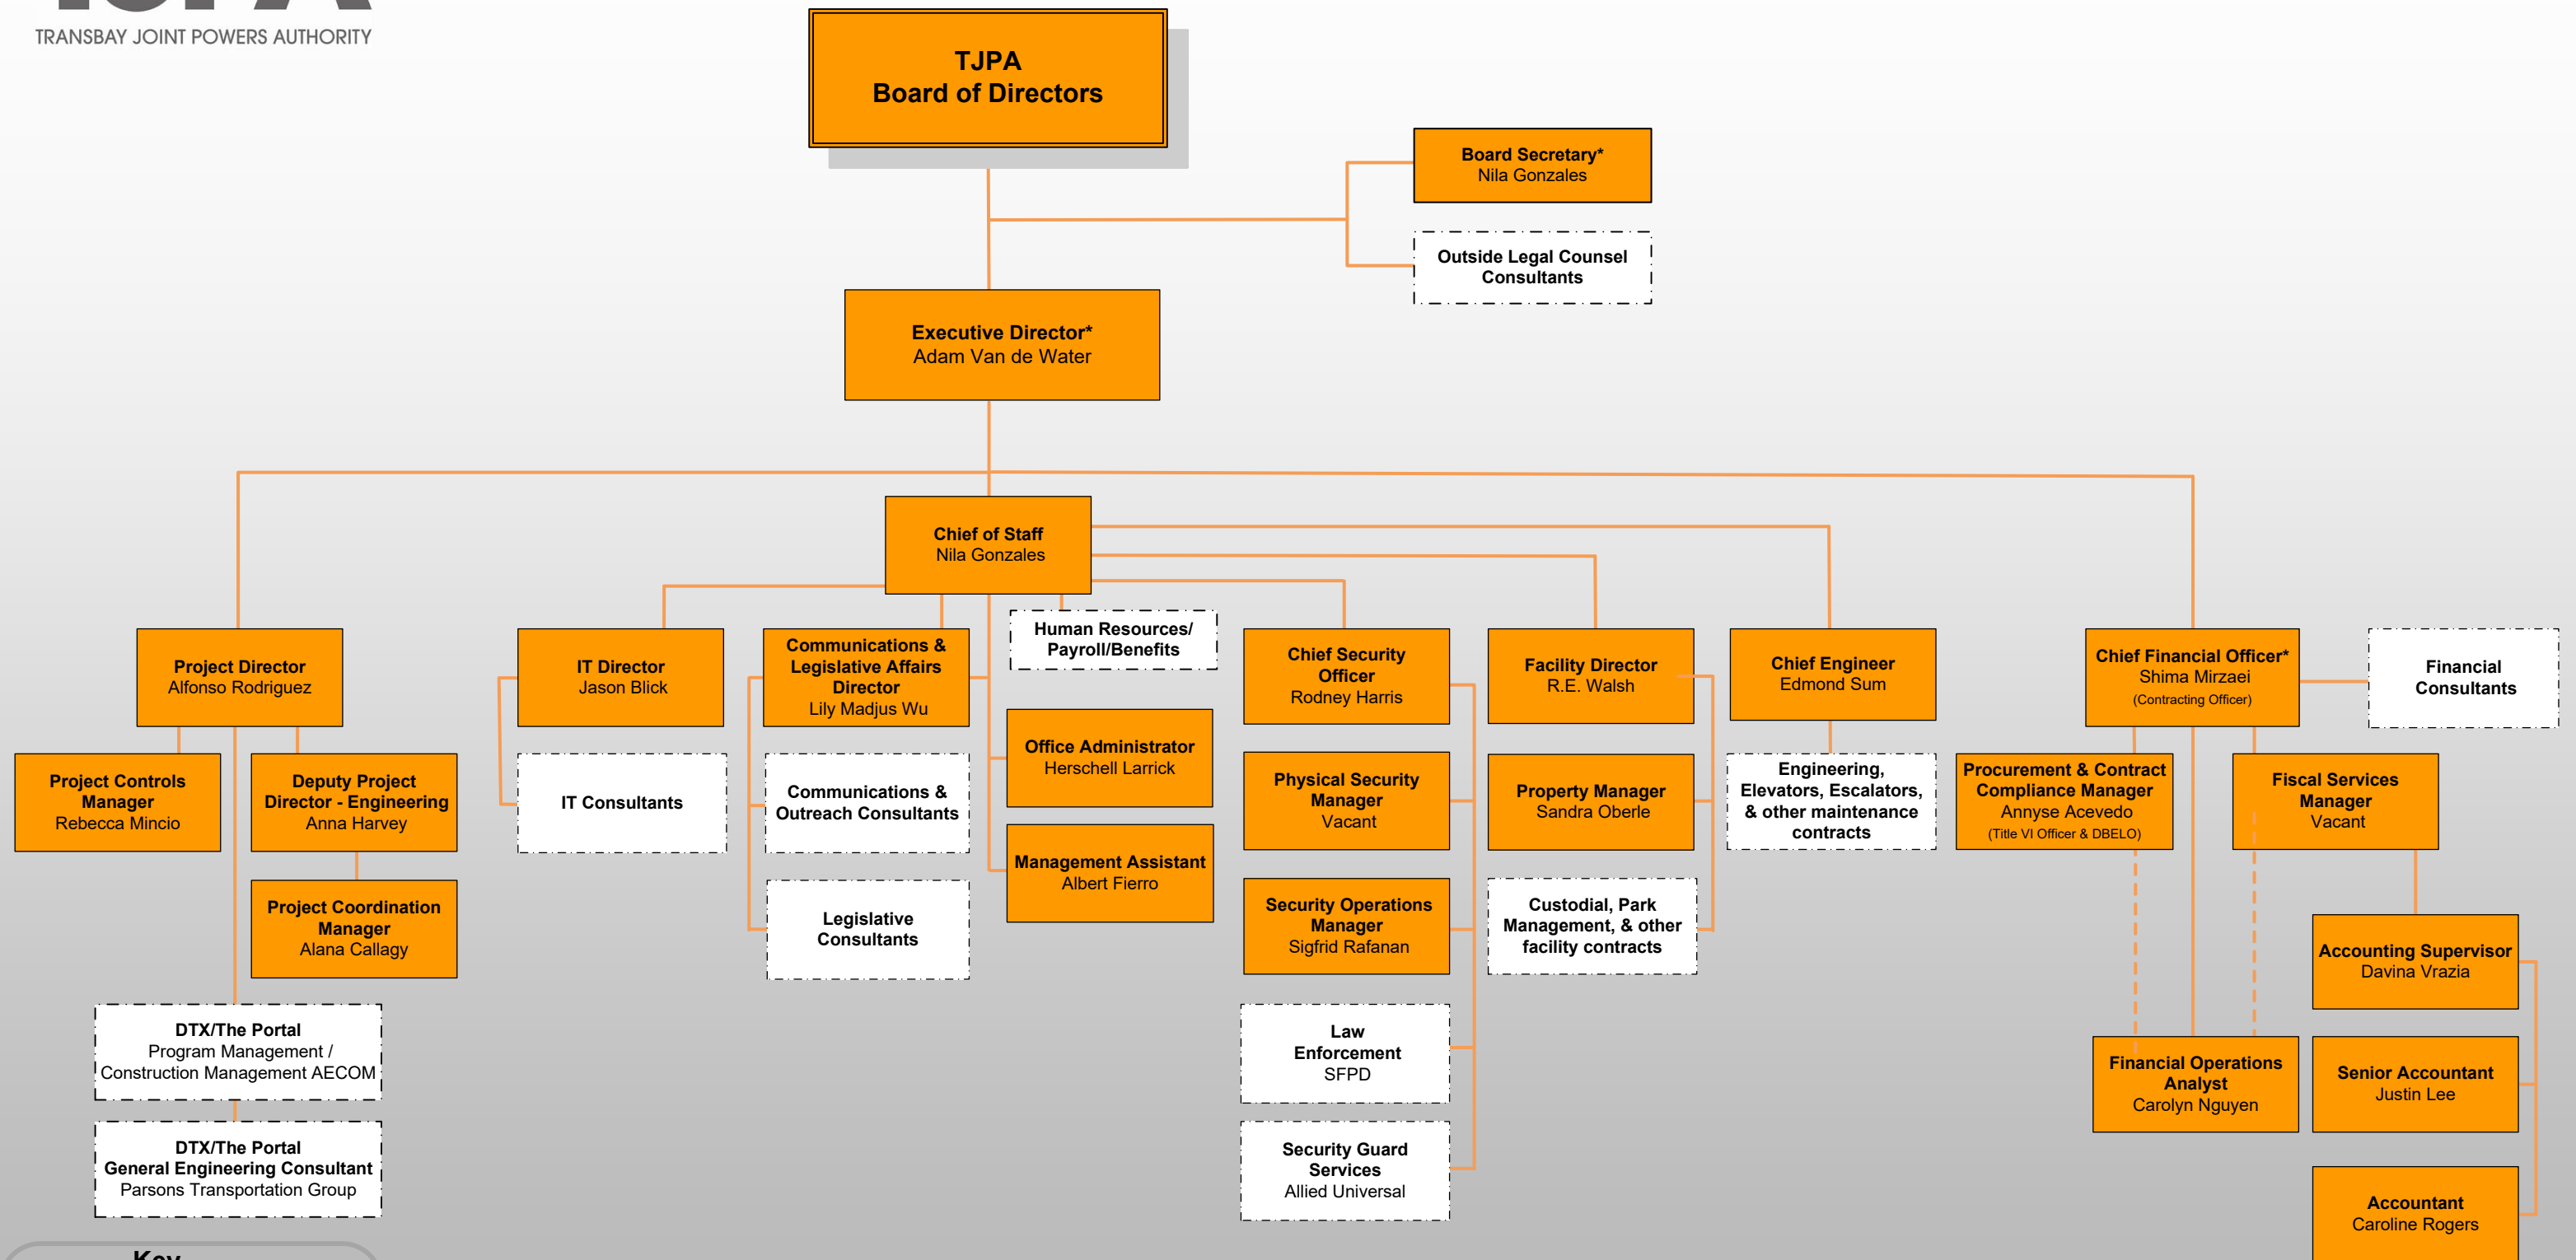 TRANSBAY JOINT POWERS AUTHORITY
TJPA
Board of Directors
Board Secretary*
Nila Gonzales
Outside Legal Counsel
Consultants
Executive Director*
Adam Van de Water
Chief of Staff
Nila Gonzales
Human Resources/
Payroll/Benefits
Project Director
Alfonso Rodriguez
IT Director
Jason Blick
Communications &
Legislative Affairs
Director
Lily Madjus Wu
Chief Security
Officer
Rodney Harris
Facility Director
R.E. Walsh
Chief Engineer
Edmond Sum
Chief Financial Officer*
Shima Mirzaei
(Contracting Officer)
Financial
Consultants
Project Controls
Manager
Rebecca Mincio
Deputy Project
Director - Engineering
Anna Harvey
IT Consultants
Communications &
Outreach Consultants
Office Administrator
Herschell Larrick
Physical Security
Manager
Vacant
Property Manager
Sandra Oberle
Engineering,
Elevators, Escalators,
& other maintenance
contracts
Procurement & Contract
Compliance Manager
Annyse Acevedo
(Title VI Officer & DBELO)
Fiscal Services
Manager
Vacant
Project Coordination
Manager
Alana Callagy
Legislative
Consultants
Management Assistant
Albert Fierro
Security Operations
Manager
Sigfrid Rafanan
Custodial, Park
Management, & other
facility contracts
Accounting Supervisor
Davina Vrazia
DTX/The Portal
Program Management /
Construction Management AECOM
Law
Enforcement
SFPD
Financial Operations
Analyst
Carolyn Nguyen
Senior Accountant
Justin Lee
DTX/The Portal
General Engineering Consultant
Parsons Transportation Group
Security Guard
Services
Allied Universal
Accountant
Caroline Rogers
Key